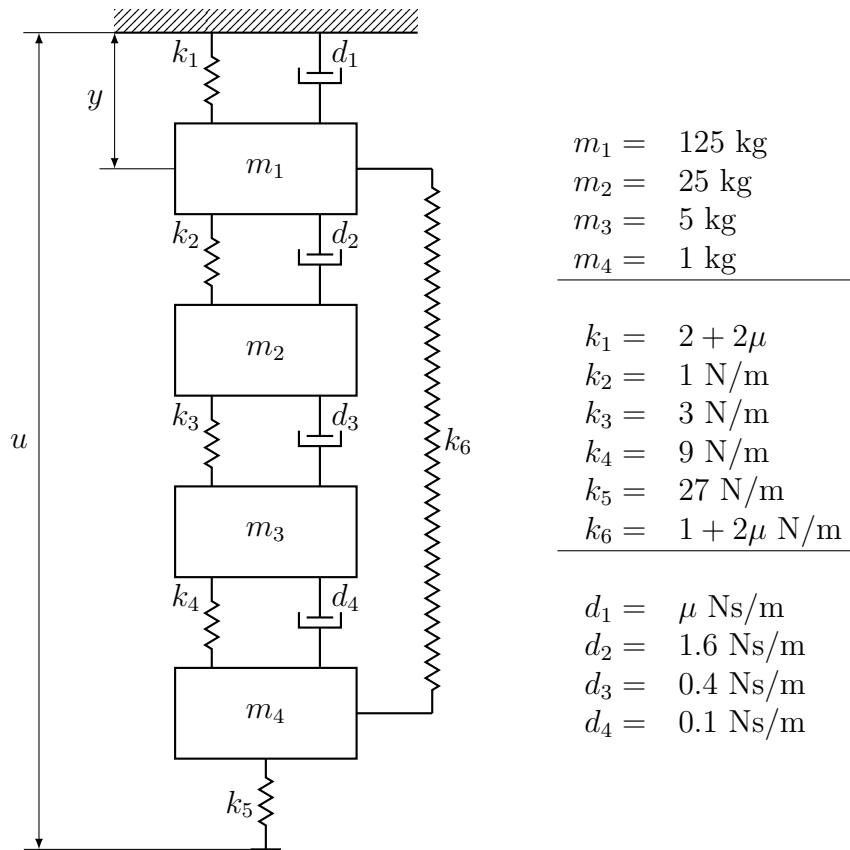 k₁
d₁
y
m₁
k₂
d₂
m₂
u
k₃
d₃
k₆
m₃
k₄
d₄
m₄
k₅
m₁ = 125 kg
m₂ = 25 kg
m₃ = 5 kg
m₄ = 1 kg
k₁ = 2 + 2μ
k₂ = 1 N/m
k₃ = 3 N/m
k₄ = 9 N/m
k₅ = 27 N/m
k₆ = 1 + 2μ N/m
d₁ = μ Ns/m
d₂ = 1.6 Ns/m
d₃ = 0.4 Ns/m
d₄ = 0.1 Ns/m